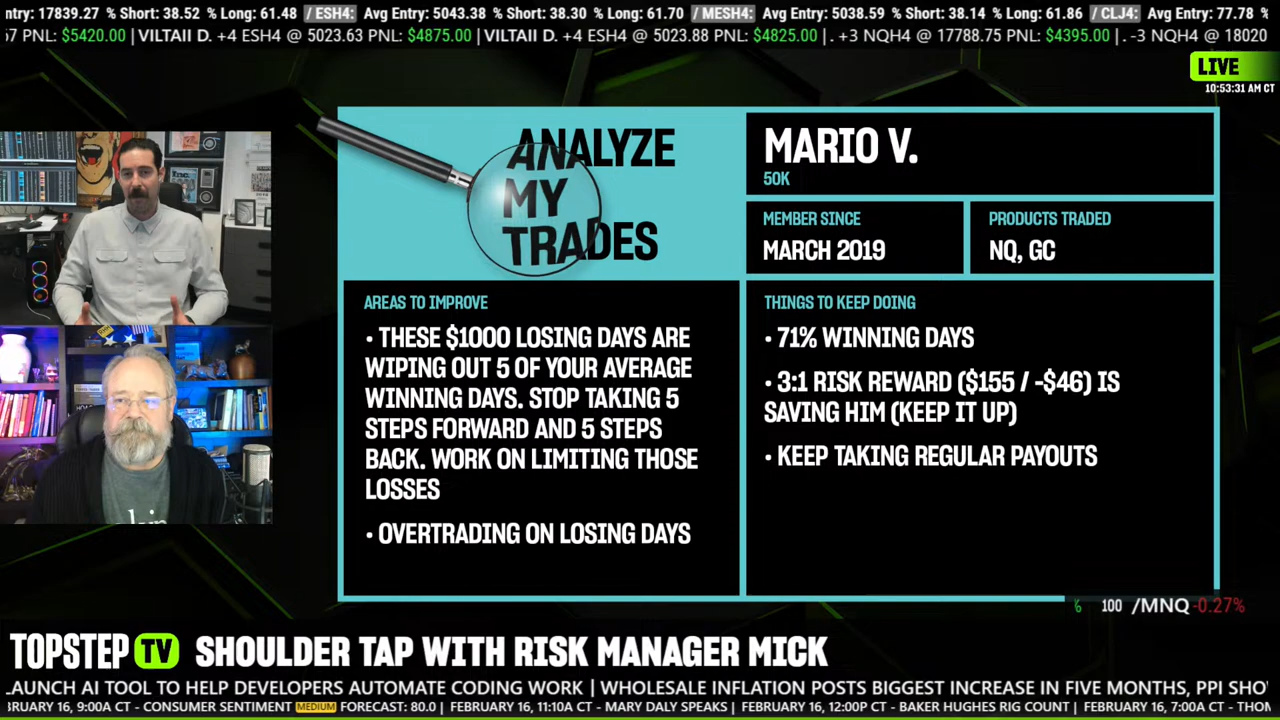 ntry: 17839.27 % Short: 38.52 % Long: 61.48 / ESH4: Avg Entry: 5043.38 % Short: 38.30 % Long: 61.70 / MESH4: Avg Entry: 5038.59 % Short: 38.14 % Long: 61.86 / CLJ4: Avg Entry: 77.78 % Short:
57 PNL: $5420.00 | VILTAII D. +4 ESH4 @ 5023.63 PNL: $4875.00 | VILTAII D. +4 ESH4 @ 5023.88 PNL: $4825.00 | . +3 NQH4 @ 17788.75 PNL: $4395.00 | . -3 NQH4 @ 18020
LIVE
10:53:31 AM CT
ANALYZE
MY
TRADES
MARIO V.
50K
MEMBER SINCE
MARCH 2019
PRODUCTS TRADED
NQ, GC
AREAS TO IMPROVE
• THESE $1000 LOSING DAYS ARE
WIPING OUT 5 OF YOUR AVERAGE
WINNING DAYS. STOP TAKING 5
STEPS FORWARD AND 5 STEPS
BACK. WORK ON LIMITING THOSE
LOSSES
• OVERTRADING ON LOSING DAYS
THINGS TO KEEP DOING
• 71% WINNING DAYS
• 3:1 RISK REWARD ($155 / -$46) IS
SAVING HIM (KEEP IT UP)
• KEEP TAKING REGULAR PAYOUTS
% 100 /MNQ -0.27%
TOPSTEP TV SHOULDER TAP WITH RISK MANAGER MICK
LAUNCH AI TOOL TO HELP DEVELOPERS AUTOMATE CODING WORK | WHOLESALE INFLATION POSTS BIGGEST INCREASE IN FIVE MONTHS, PPI SHO
BRUARY 16, 9:00A CT - CONSUMER SENTIMENT MEDIUM FORECAST: 80.0 | FEBRUARY 16, 11:10A CT - MARY DALY SPEAKS | FEBRUARY 16, 12:00P CT - BAKER HUGHES RIG COUNT | FEBRUARY 16, 7:00A CT - THOM